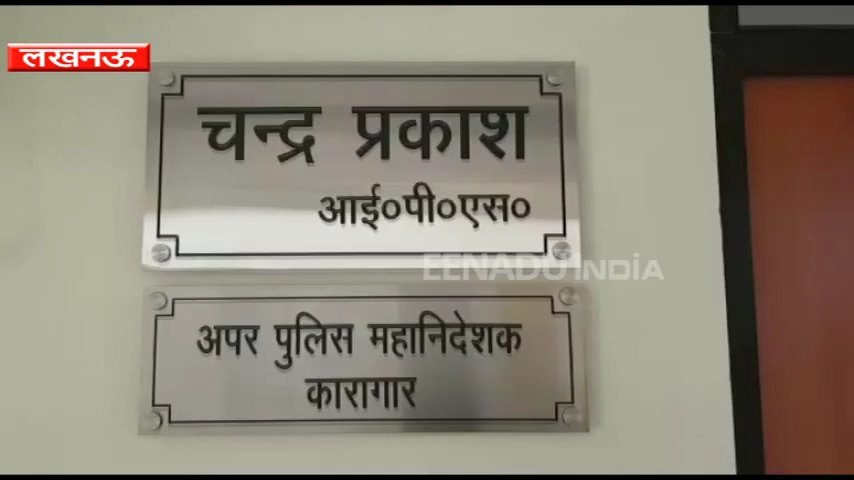 लखनऊ
चन्द्र प्रकाश
आई०पी०एस०
EENADU INDIA
अपर पुलिस महानिदेशक
कारागार